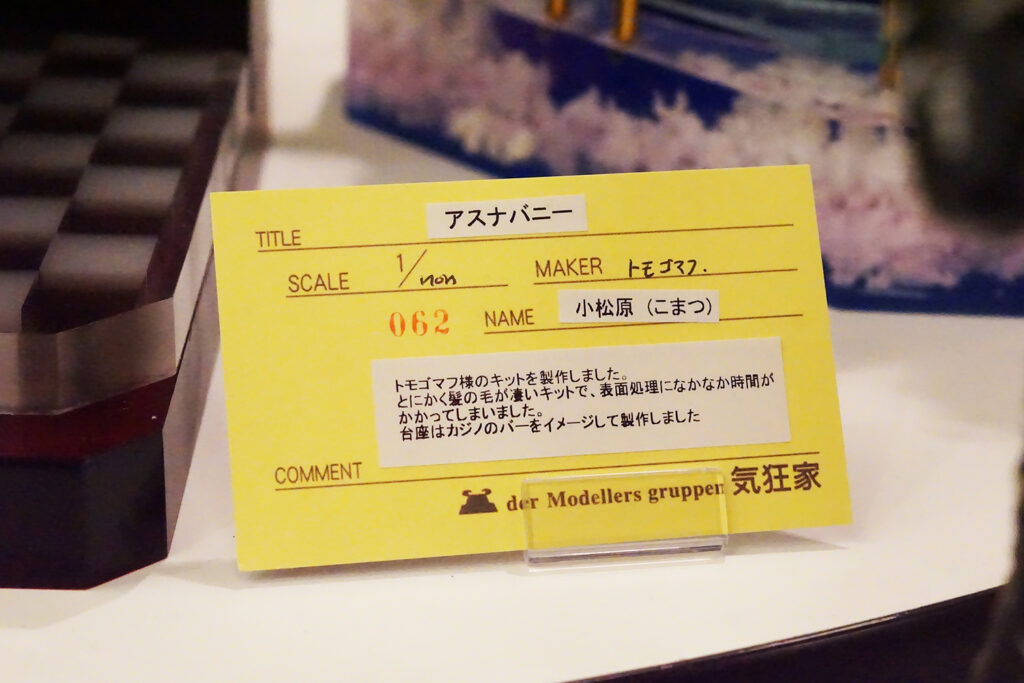 TITLE アスナバニー
SCALE 1/non MAKER トモゴマフ.
062 NAME 小松原（こまつ）
トモゴマフ様のキットを製作しました。
とにかく髪の毛が凄いキットで、表面処理になかなか時間が
かかってしまいました。
台座はカジノのバーをイメージして製作しました
COMMENT
der Modellers gruppen 気狂家